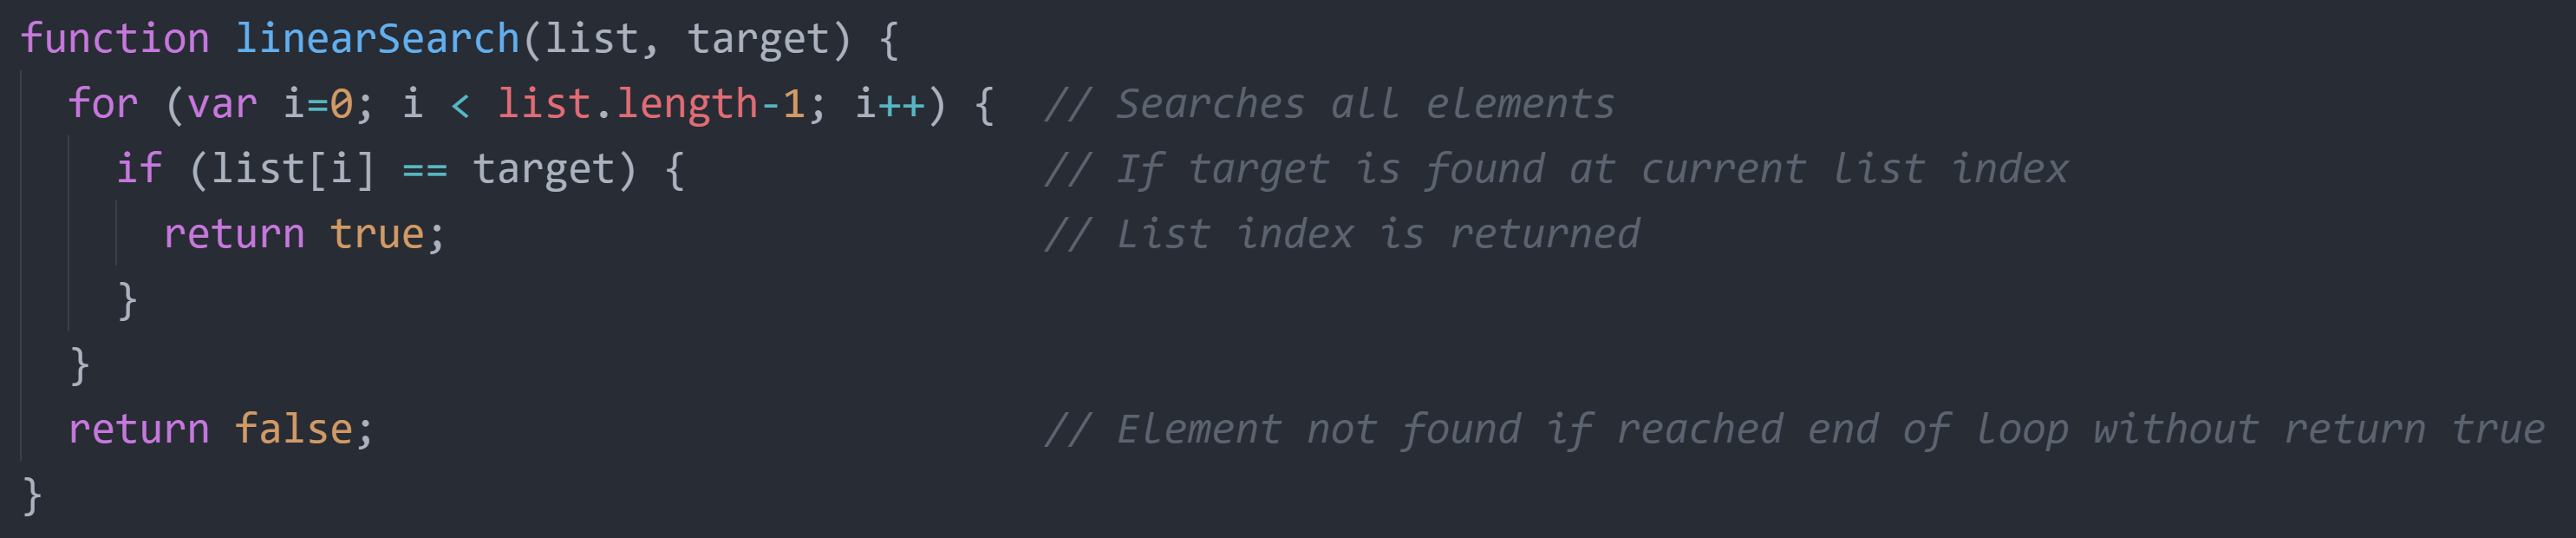 function linearSearch(list, target) {
  for (var i=0; i < list.length-1; i++) {  // Searches all elements
    if (list[i] == target) {               // If target is found at current list index
      return true;                         // List index is returned
    }
  }
  return false;                            // Element not found if reached end of loop without return true
}